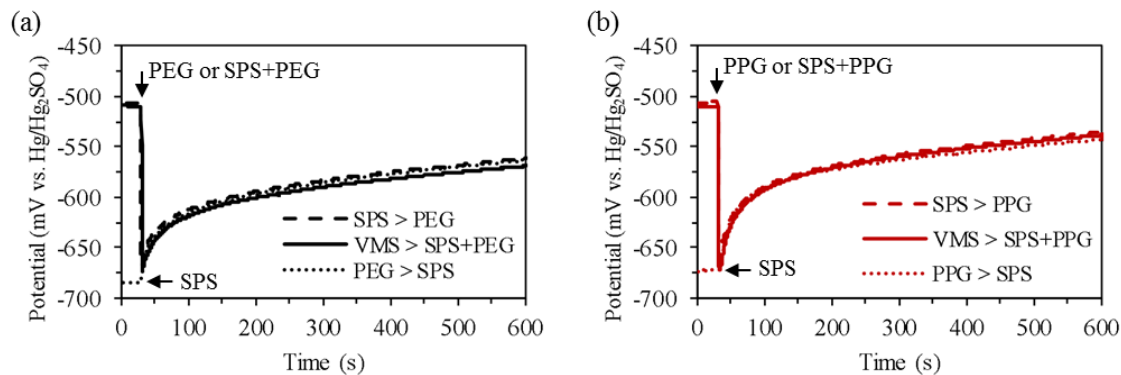 (a)
Potential (mV vs. Hg/Hg₂SO₄)
-450
-500
-550
-600
-650
-700
PEG or SPS+PEG
SPS > PEG
VMS > SPS+PEG
PEG > SPS
SPS
0 100 200 300 400 500 600
Time (s)
(b)
Potential (mV vs. Hg/Hg₂SO₄)
-450
-500
-550
-600
-650
-700
PPG or SPS+PPG
SPS > PPG
VMS > SPS+PPG
PPG > SPS
SPS
0 100 200 300 400 500 600
Time (s)